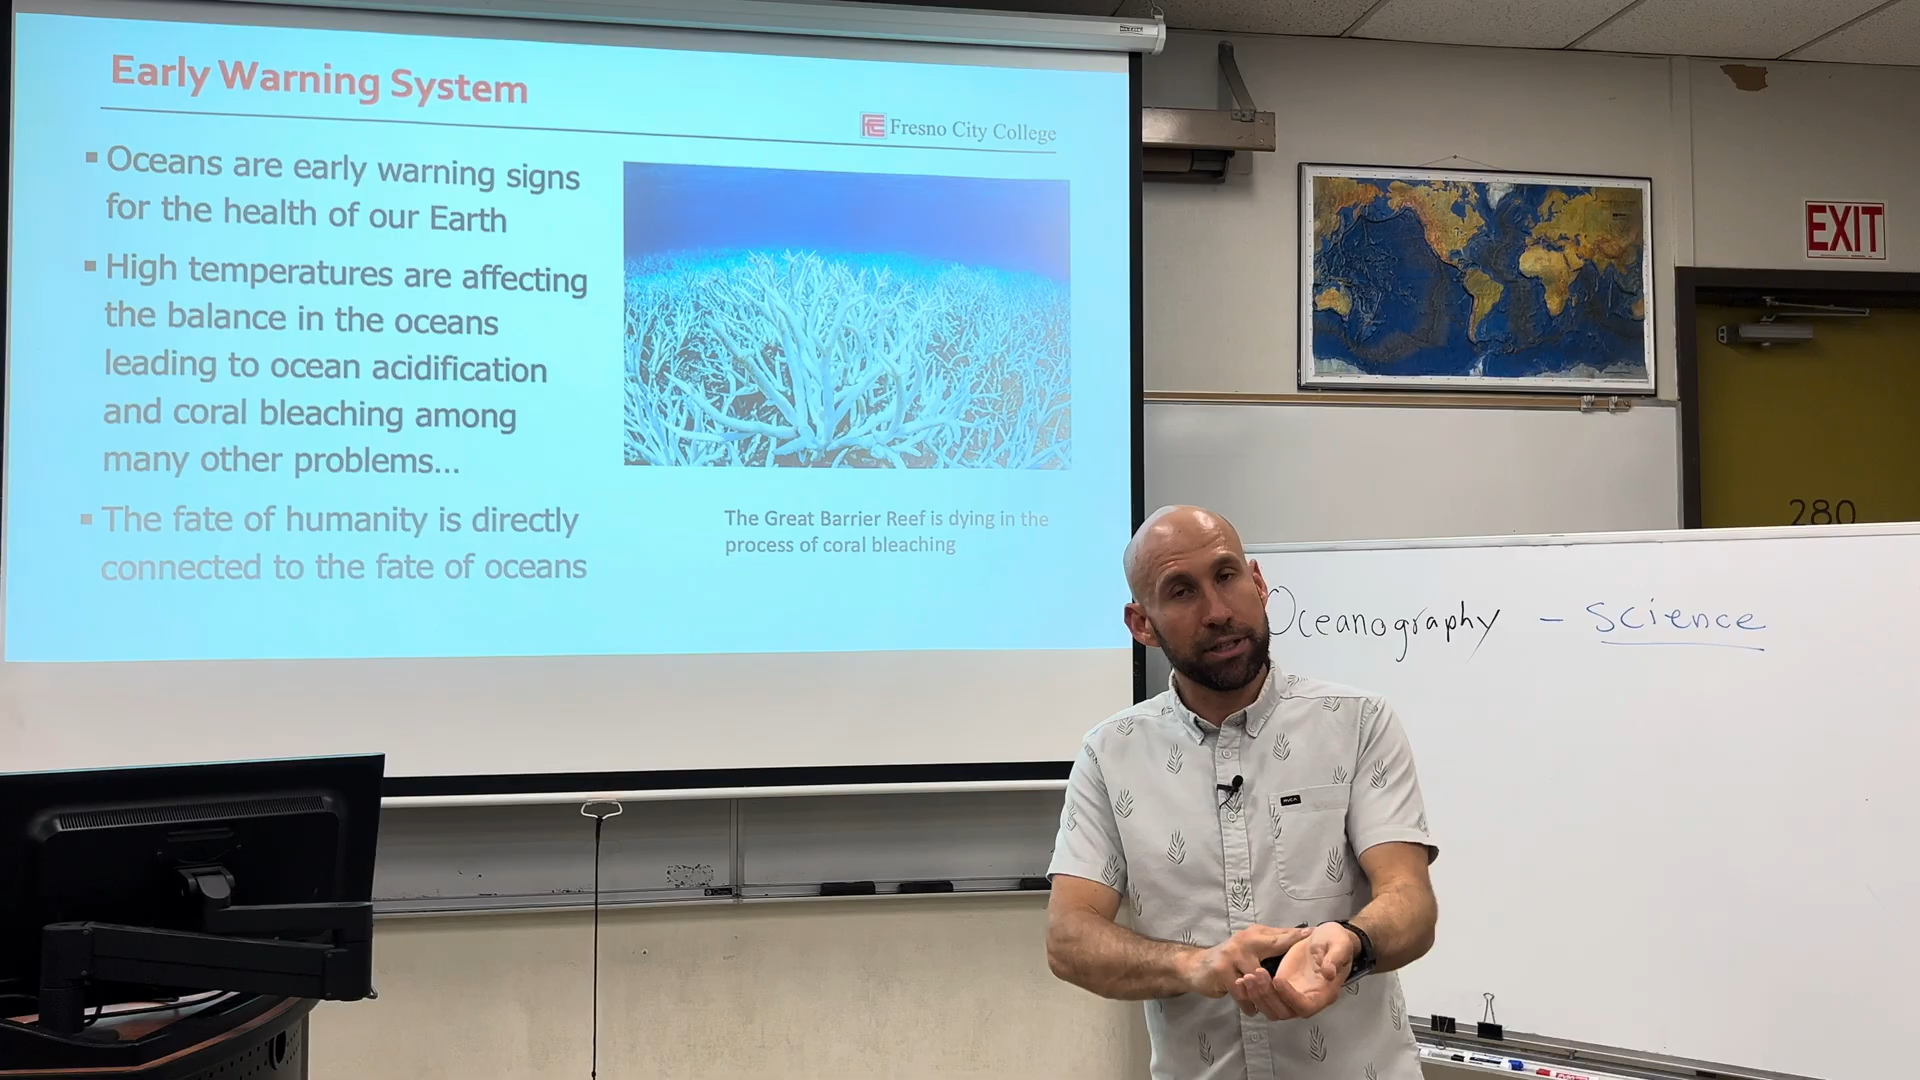 Early Warning System
Fresno City College
▪ Oceans are early warning signs
for the health of our Earth
▪ High temperatures are affecting
the balance in the oceans
leading to ocean acidification
and coral bleaching among
many other problems...
▪ The fate of humanity is directly
connected to the fate of oceans
The Great Barrier Reef is dying in the
process of coral bleaching
EXIT
280
Oceanography - Science
RVCA